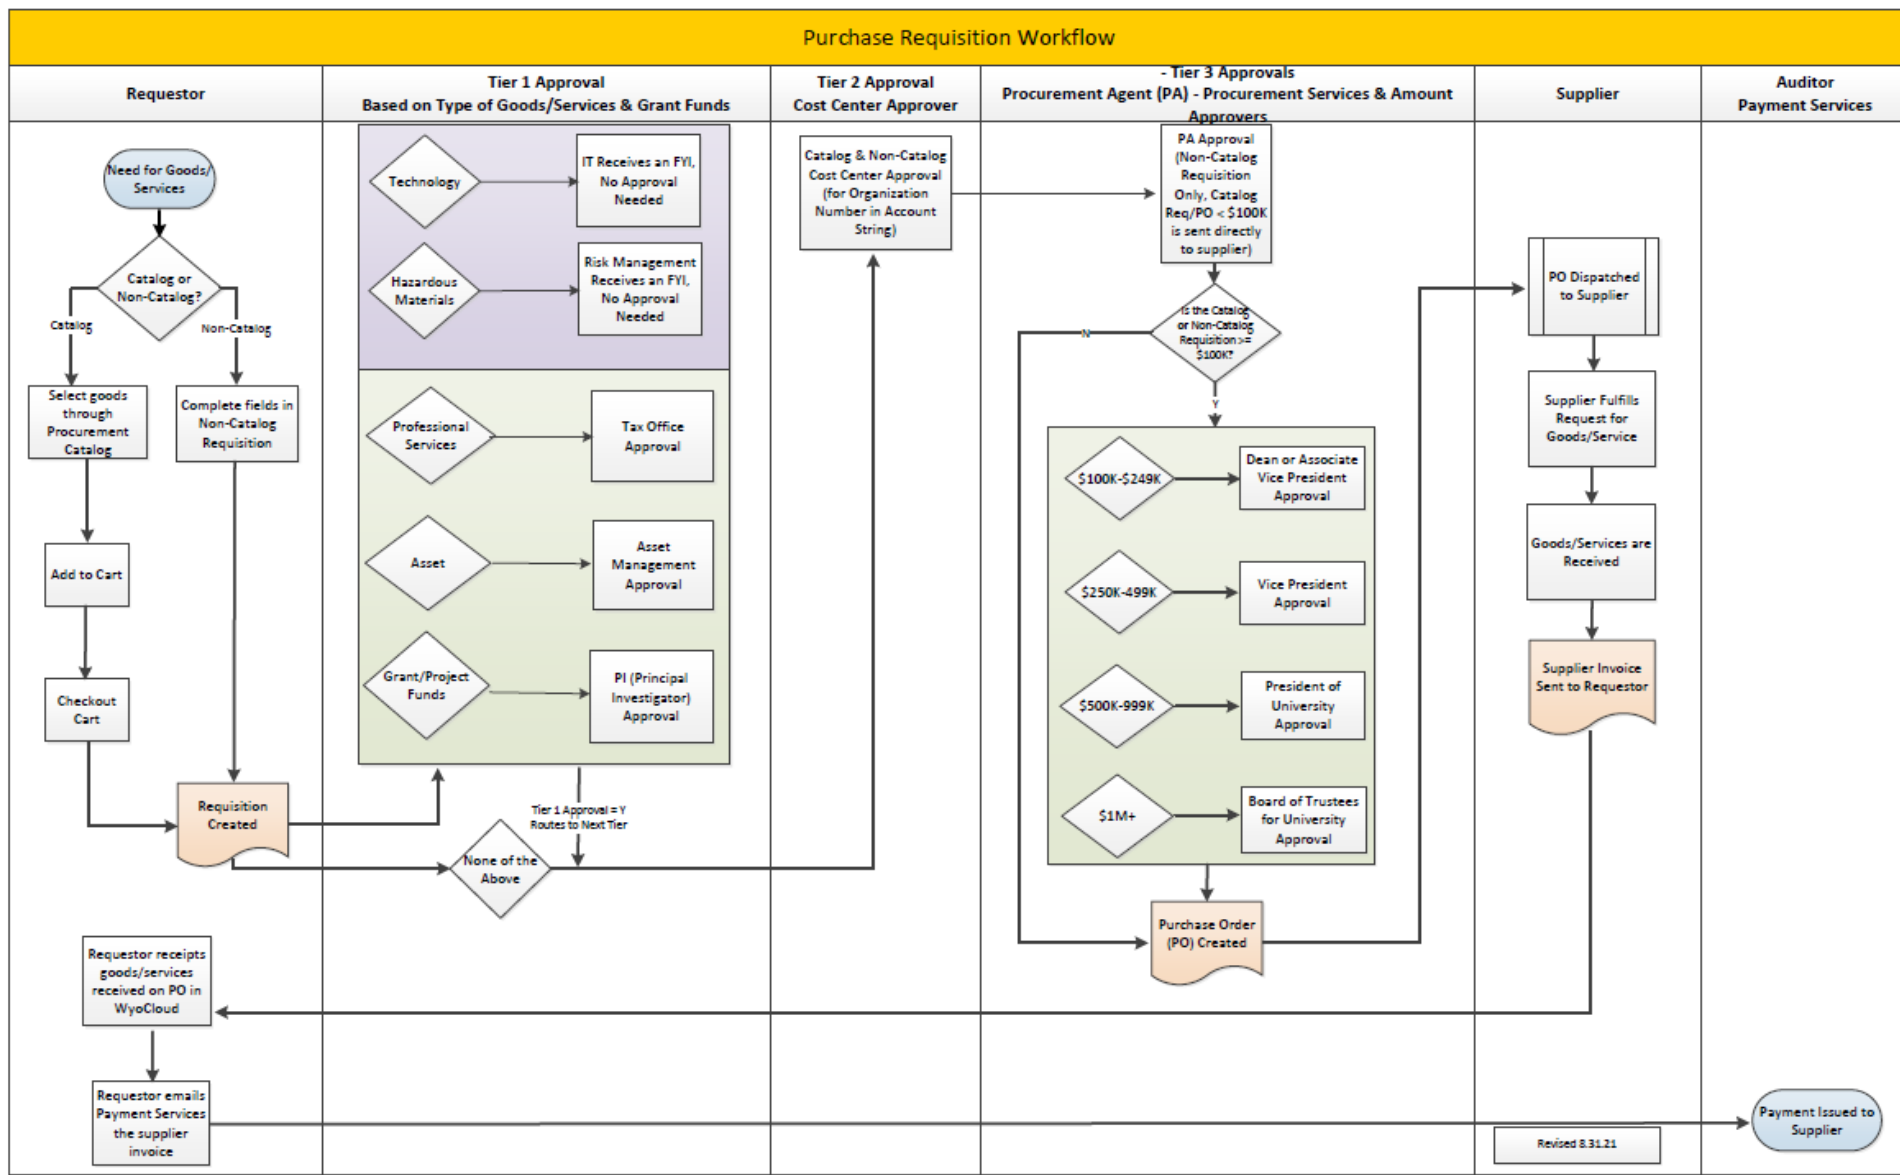 Purchase Requisition Workflow
Requestor
Tier 1 Approval
Based on Type of Goods/Services & Grant Funds
Tier 2 Approval
Cost Center Approver
- Tier 3 Approvals
Procurement Agent (PA) - Procurement Services & Amount
Approvers
Supplier
Auditor
Payment Services
Need for Goods/
Services
Catalog or
Non-Catalog?
Catalog
Non-Catalog
Select goods
through
Procurement
Catalog
Complete fields in
Non-Catalog
Requisition
Add to Cart
Checkout
Cart
Requisition
Created
Requestor receipts
goods/services
received on PO in
WyoCloud
Requestor emails
Payment Services
the supplier
invoice
Technology
IT Receives an FYI,
No Approval
Needed
Hazardous
Materials
Risk Management
Receives an FYI,
No Approval
Needed
Professional
Services
Tax Office
Approval
Asset
Asset
Management
Approval
Grant/Project
Funds
PI (Principal
Investigator)
Approval
Tier 1 Approval = Y
Routes to Next Tier
None of the
Above
Catalog & Non-Catalog
Cost Center Approval
(for Organization
Number in Account
String)
PA Approval
(Non-Catalog
Requisition
Only, Catalog
Req/PO < $100K
is sent directly
to supplier)
Is the Catalog
or Non-Catalog
Requisition >=
$100K?
N
Y
$100K-$249K
Dean or Associate
Vice President
Approval
$250K-499K
Vice President
Approval
$500K-999K
President of
University
Approval
$1M+
Board of Trustees
for University
Approval
Purchase Order
(PO) Created
PO Dispatched
to Supplier
Supplier Fulfills
Request for
Goods/Service
Goods/Services are
Received
Supplier Invoice
Sent to Requestor
Revised 8.31.21
Payment Issued to
Supplier